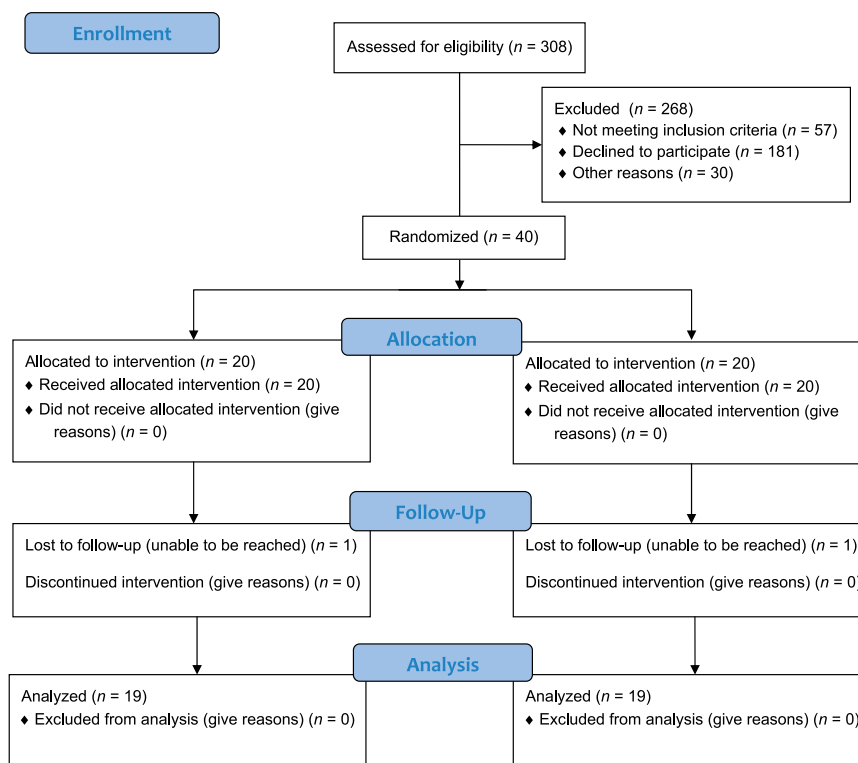 Enrollment
Assessed for eligibility (n = 308)
Excluded (n = 268)
♦ Not meeting inclusion criteria (n = 57)
♦ Declined to participate (n = 181)
♦ Other reasons (n = 30)
Randomized (n = 40)
Allocation
Allocated to intervention (n = 20)
♦ Received allocated intervention (n = 20)
♦ Did not receive allocated intervention (give
reasons) (n = 0)
Allocated to intervention (n = 20)
♦ Received allocated intervention (n = 20)
♦ Did not receive allocated intervention (give
reasons) (n = 0)
Follow-Up
Lost to follow-up (unable to be reached) (n = 1)
Discontinued intervention (give reasons) (n = 0)
Lost to follow-up (unable to be reached) (n = 1)
Discontinued intervention (give reasons) (n = 0)
Analysis
Analyzed (n = 19)
♦ Excluded from analysis (give reasons) (n = 0)
Analyzed (n = 19)
♦ Excluded from analysis (give reasons) (n = 0)